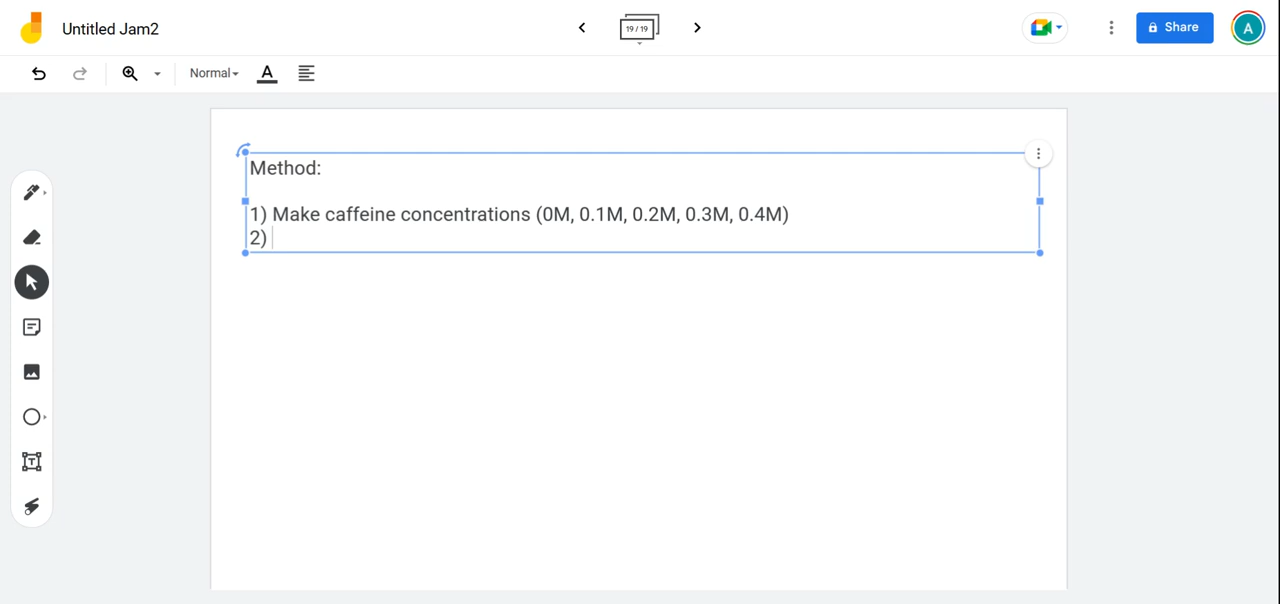 Untitled Jam2
19 / 19
Share
A
Normal
A
Method:
1) Make caffeine concentrations (0M, 0.1M, 0.2M, 0.3M, 0.4M)
2)